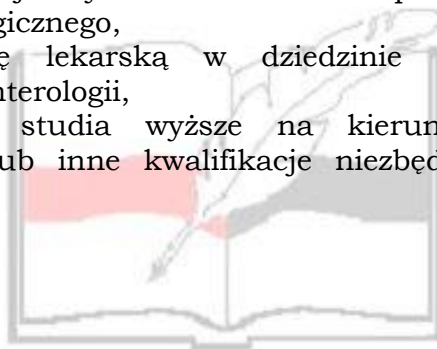 gicznego,
ę lekarską w dziedzinie
nterologii,
studia wyższe na kierun
ub inne kwalifikacje niezbęd